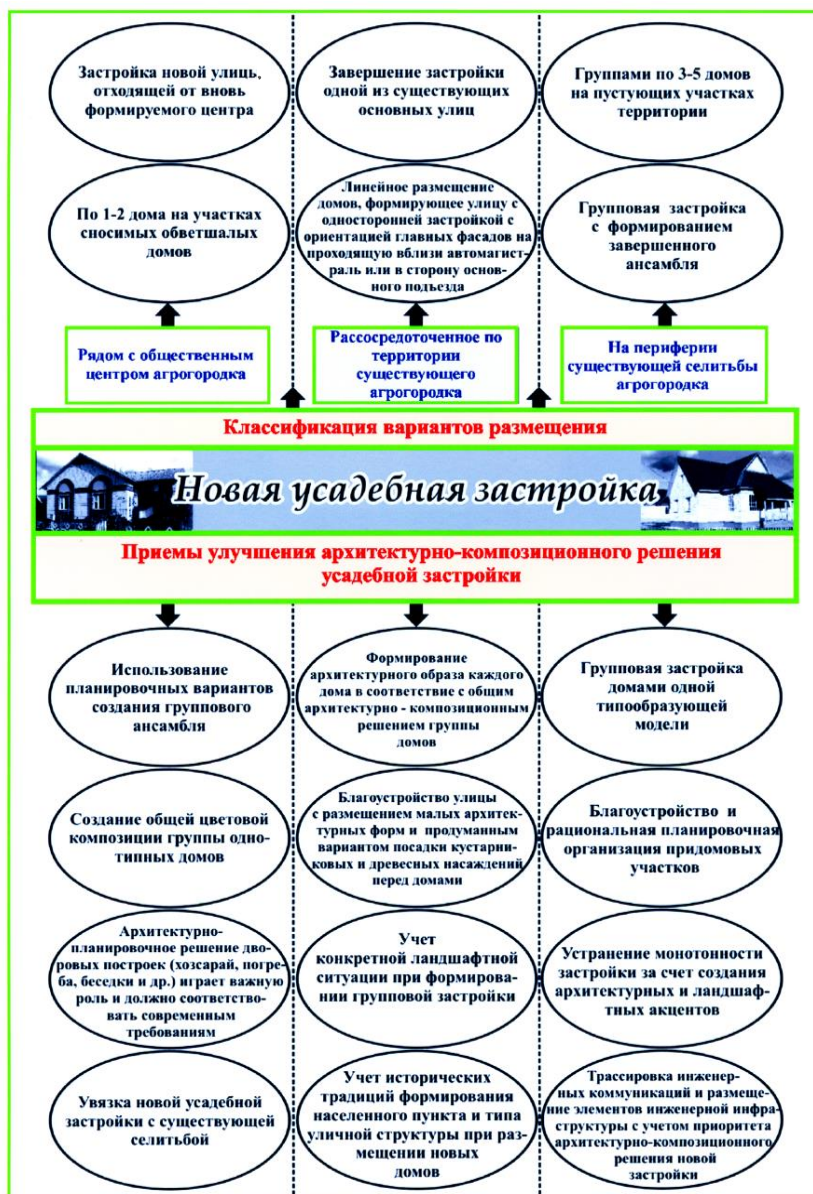 Застройка новой улицы,
отходящей от вновь
формируемого центра
Завершение застройки
одной из существующих
основных улиц
Группами по 3-5 домов
на пустующих участках
территории
По 1-2 дома на участках
сносимых обветшалых
домов
Линейное размещение
домов, формирующее улицу с
односторонней застройкой с
ориентацией главных фасадов на
проходящую вблизи автомагист-
раль или в сторону основ-
ного подъезда
Групповая застройка
с формированием
завершенного
ансамбля
Рядом с общественным
центром агрогородка
Рассосредоточенное по
территории
существующего
агрогородка
На периферии
существующей селитьбы
агрогородка
Классификация вариантов размещения
Новая усадебная застройка
Приемы улучшения архитектурно-композиционного решения
усадебной застройки
Использование
планировочных вариантов
создания группового
ансамбля
Формирование
архитектурного образа каждого
дома в соответствие с общим
архитектурно - композиционным
решением группы
домов
Групповая застройка
домами одной
типообразующей
модели
Создание общей цветовой
композиции группы одно-
типных домов
Благоустройство улицы
с размещением малых архитек-
турных форм и продуманным
вариантом посадки кустарни-
ковых и древесных насаждений
перед домами
Благоустройство и
рациональная планировочная
организация придомовых
участков
Архитектурно-
планировочное решение дво-
ровых построек (хозсарай, погре-
ба, беседки и др.) играет важную
роль и должно соответство-
вать современным
требованиям
Учет
конкретной ландшафтной
ситуации при формирова-
нии групповой застройки
Устранение монотонности
застройки за счет создания
архитектурных и ландшаф-
тных акцентов
Увязка новой усадебной
застройки с существующей
селитьбой
Учет исторических
традиций формирования
населенного пункта и типа
уличной структуры при раз-
мещении новых
домов
Трассировка инженер-
ных коммуникаций и размеще-
ние элементов инженерной инфра-
структуры с учетом приоритета
архитектурно-композиционного
решения новой
застройки